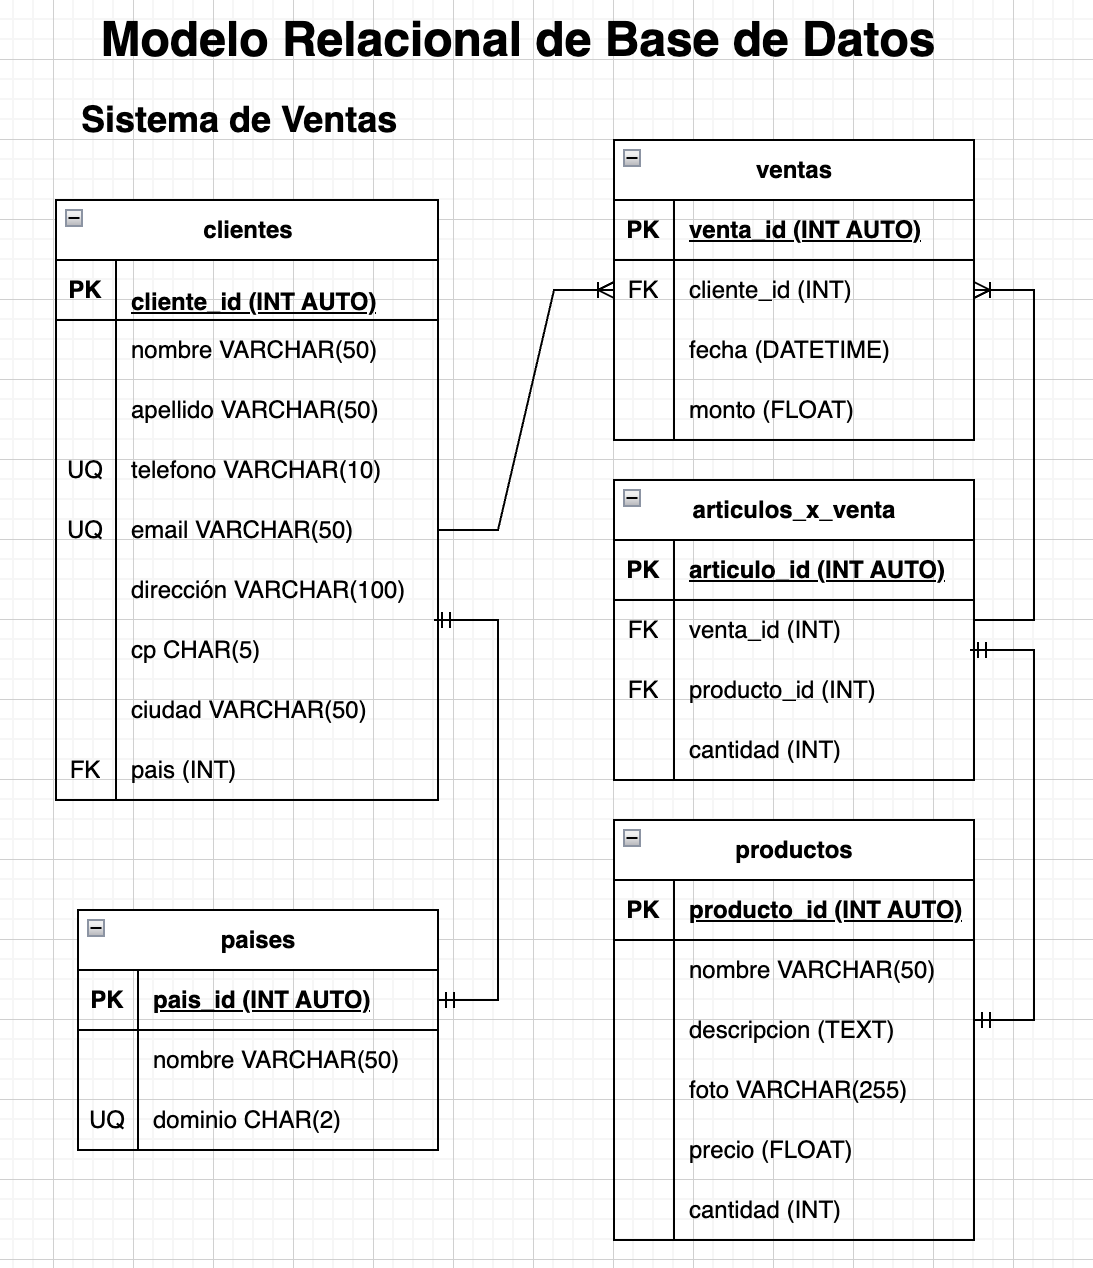 Modelo Relacional de Base de Datos
Sistema de Ventas
clientes
PK cliente_id (INT AUTO)
nombre VARCHAR(50)
apellido VARCHAR(50)
UQ telefono VARCHAR(10)
UQ email VARCHAR(50)
dirección VARCHAR(100)
cp CHAR(5)
ciudad VARCHAR(50)
FK pais (INT)
paises
PK pais_id (INT AUTO)
nombre VARCHAR(50)
UQ dominio CHAR(2)
ventas
PK venta_id (INT AUTO)
FK cliente_id (INT)
fecha (DATETIME)
monto (FLOAT)
articulos_x_venta
PK articulo_id (INT AUTO)
FK venta_id (INT)
FK producto_id (INT)
cantidad (INT)
productos
PK producto_id (INT AUTO)
nombre VARCHAR(50)
descripcion (TEXT)
foto VARCHAR(255)
precio (FLOAT)
cantidad (INT)